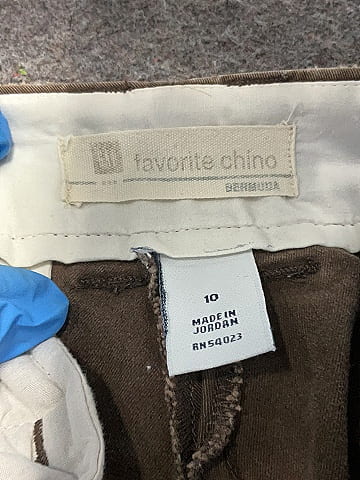 favorite chino
BERMUDA
10
MADE IN
JORDAN
RN54023